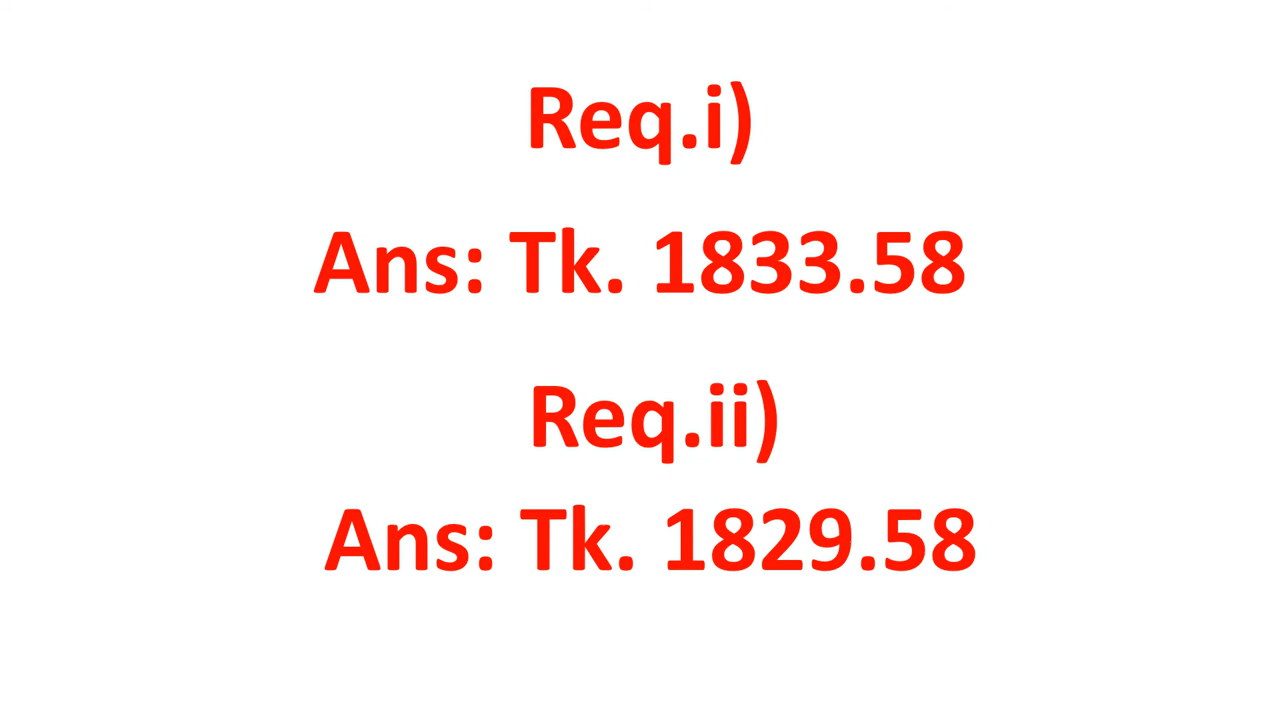 Req.i)
Ans: Tk. 1833.58
Req.ii)
Ans: Tk. 1829.58